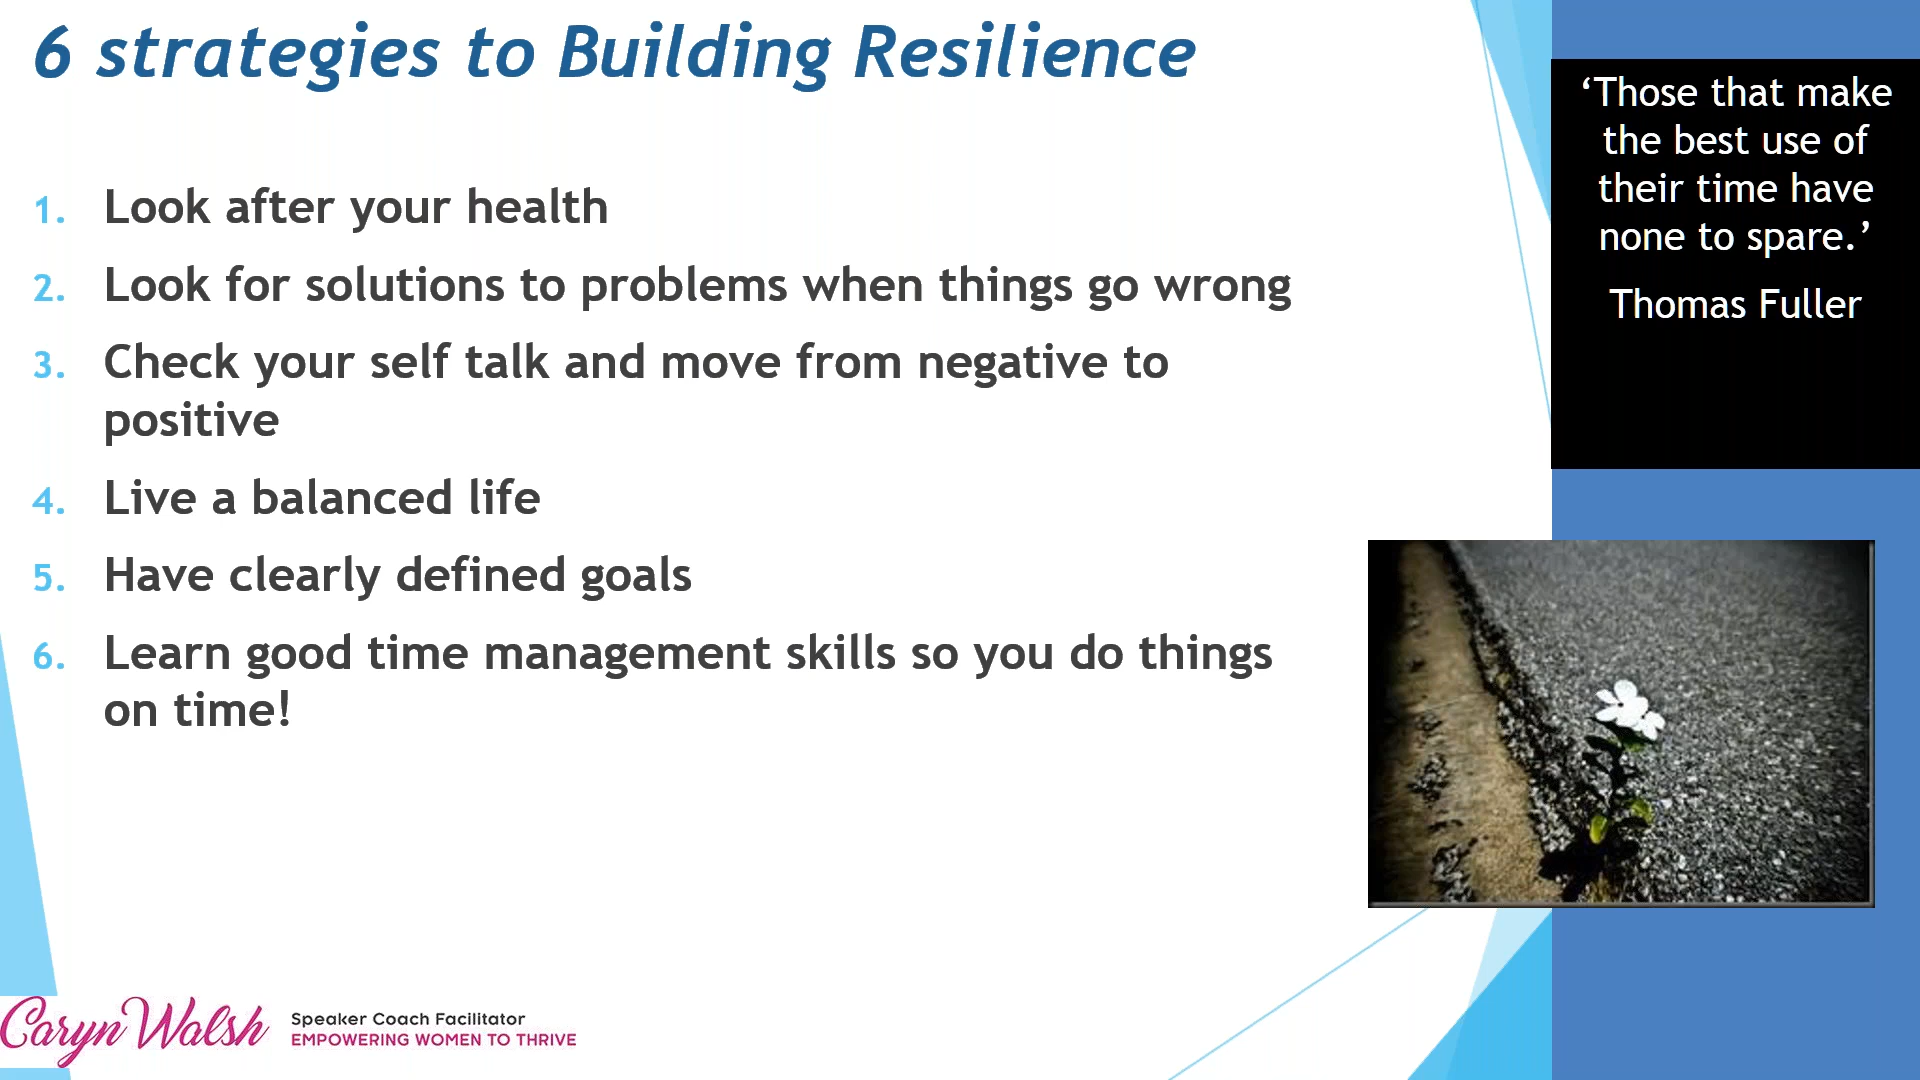 6 strategies to Building Resilience
1. Look after your health
2. Look for solutions to problems when things go wrong
3. Check your self talk and move from negative to
positive
4. Live a balanced life
5. Have clearly defined goals
6. Learn good time management skills so you do things
on time!
‘Those that make
the best use of
their time have
none to spare.’
Thomas Fuller
Caryn Walsh
Speaker Coach Facilitator
EMPOWERING WOMEN TO THRIVE